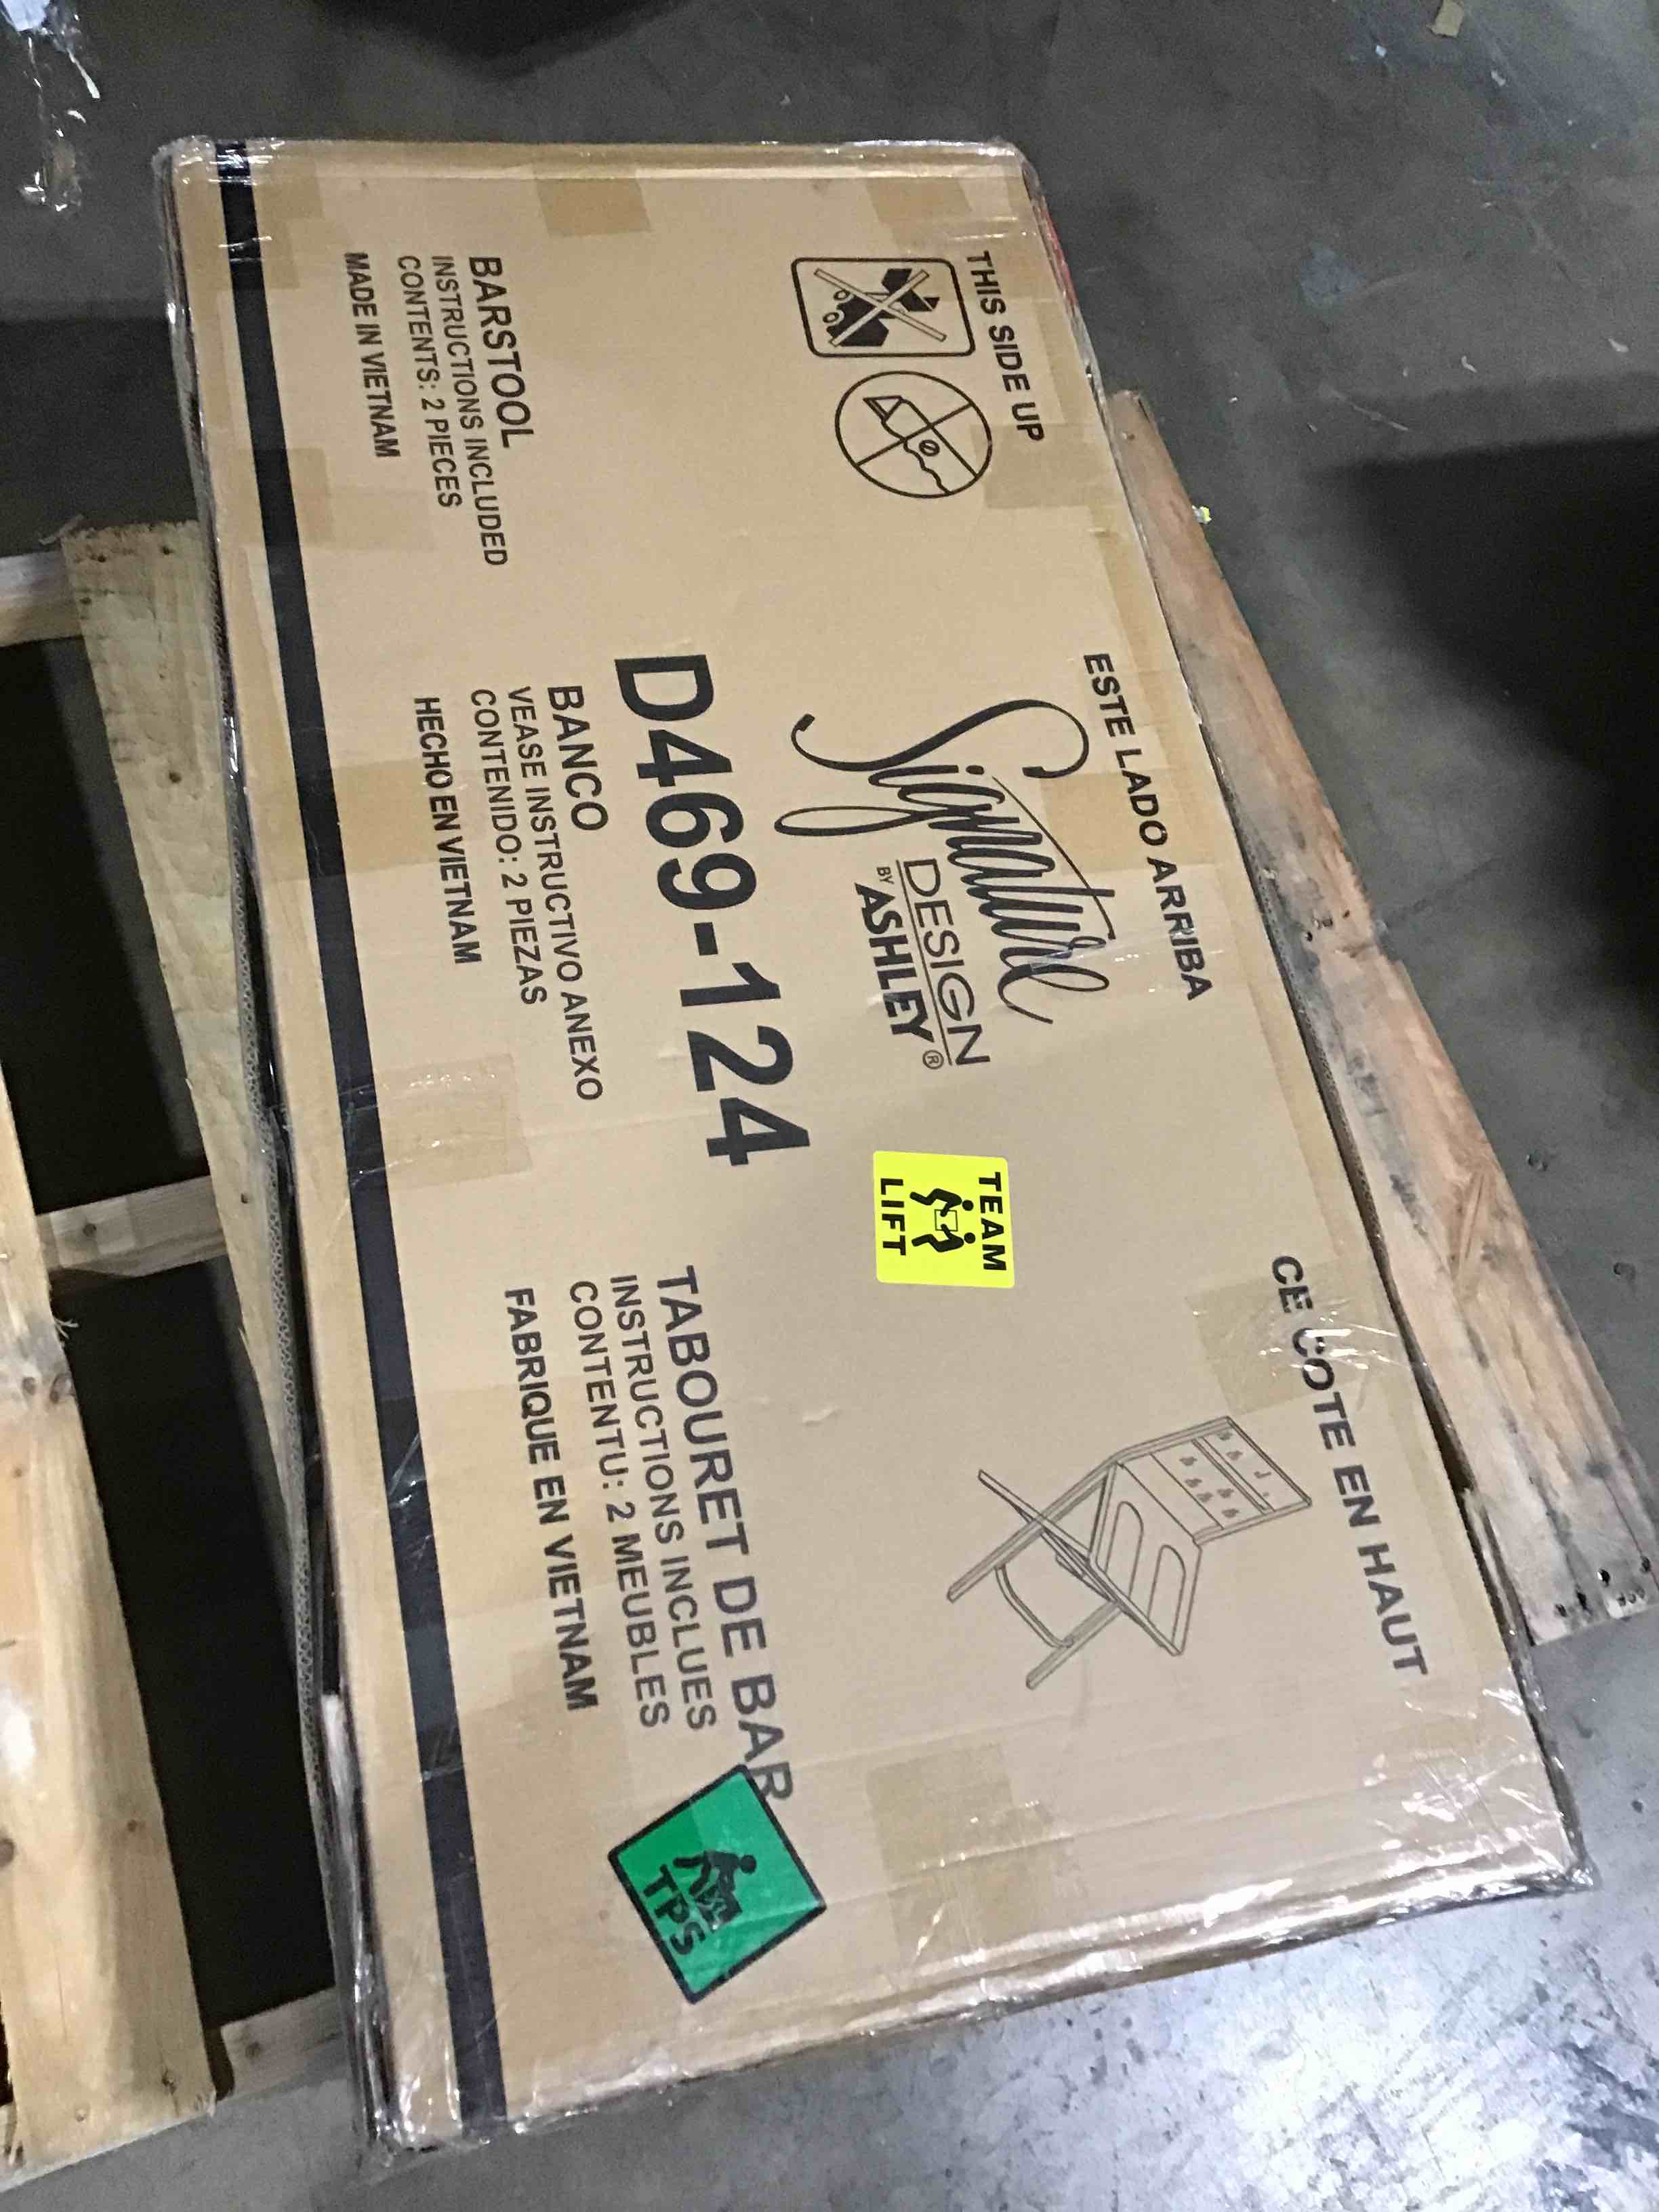 THIS SIDE UP
ESTE LADO ARRIBA
CE COTE EN HAUT
Signature
DESIGN
BY ASHLEY®
TEAM
LIFT
D469-124
BARSTOOL
INSTRUCTIONS INCLUDED
CONTENTS: 2 PIECES
MADE IN VIETNAM
BANCO
VEASE INSTRUCTIVO ANEXO
CONTENIDO: 2 PIEZAS
HECHO EN VIETNAM
TABOURET DE BAR
INSTRUCTIONS INCLUES
CONTENTU: 2 MEUBLES
FABRIQUE EN VIETNAM
TPS